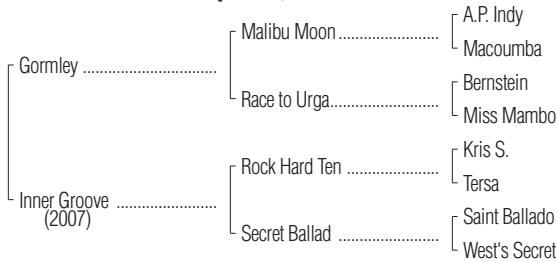 A.P. Indy
Malibu Moon ........................
Macoumba
Gormley ................................
Bernstein
Race to Urga..........................
Miss Mambo
Kris S.
Rock Hard Ten ......................
Tersa
Inner Groove ........................
(2007)
Saint Ballado
Secret Ballad ........................
West's Secret